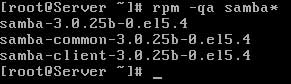 [root@Server ~]# rpm -qa samba*
samba-3.0.25b-0.el5.4
samba-common-3.0.25b-0.el5.4
samba-client-3.0.25b-0.el5.4
[root@Server ~]# _